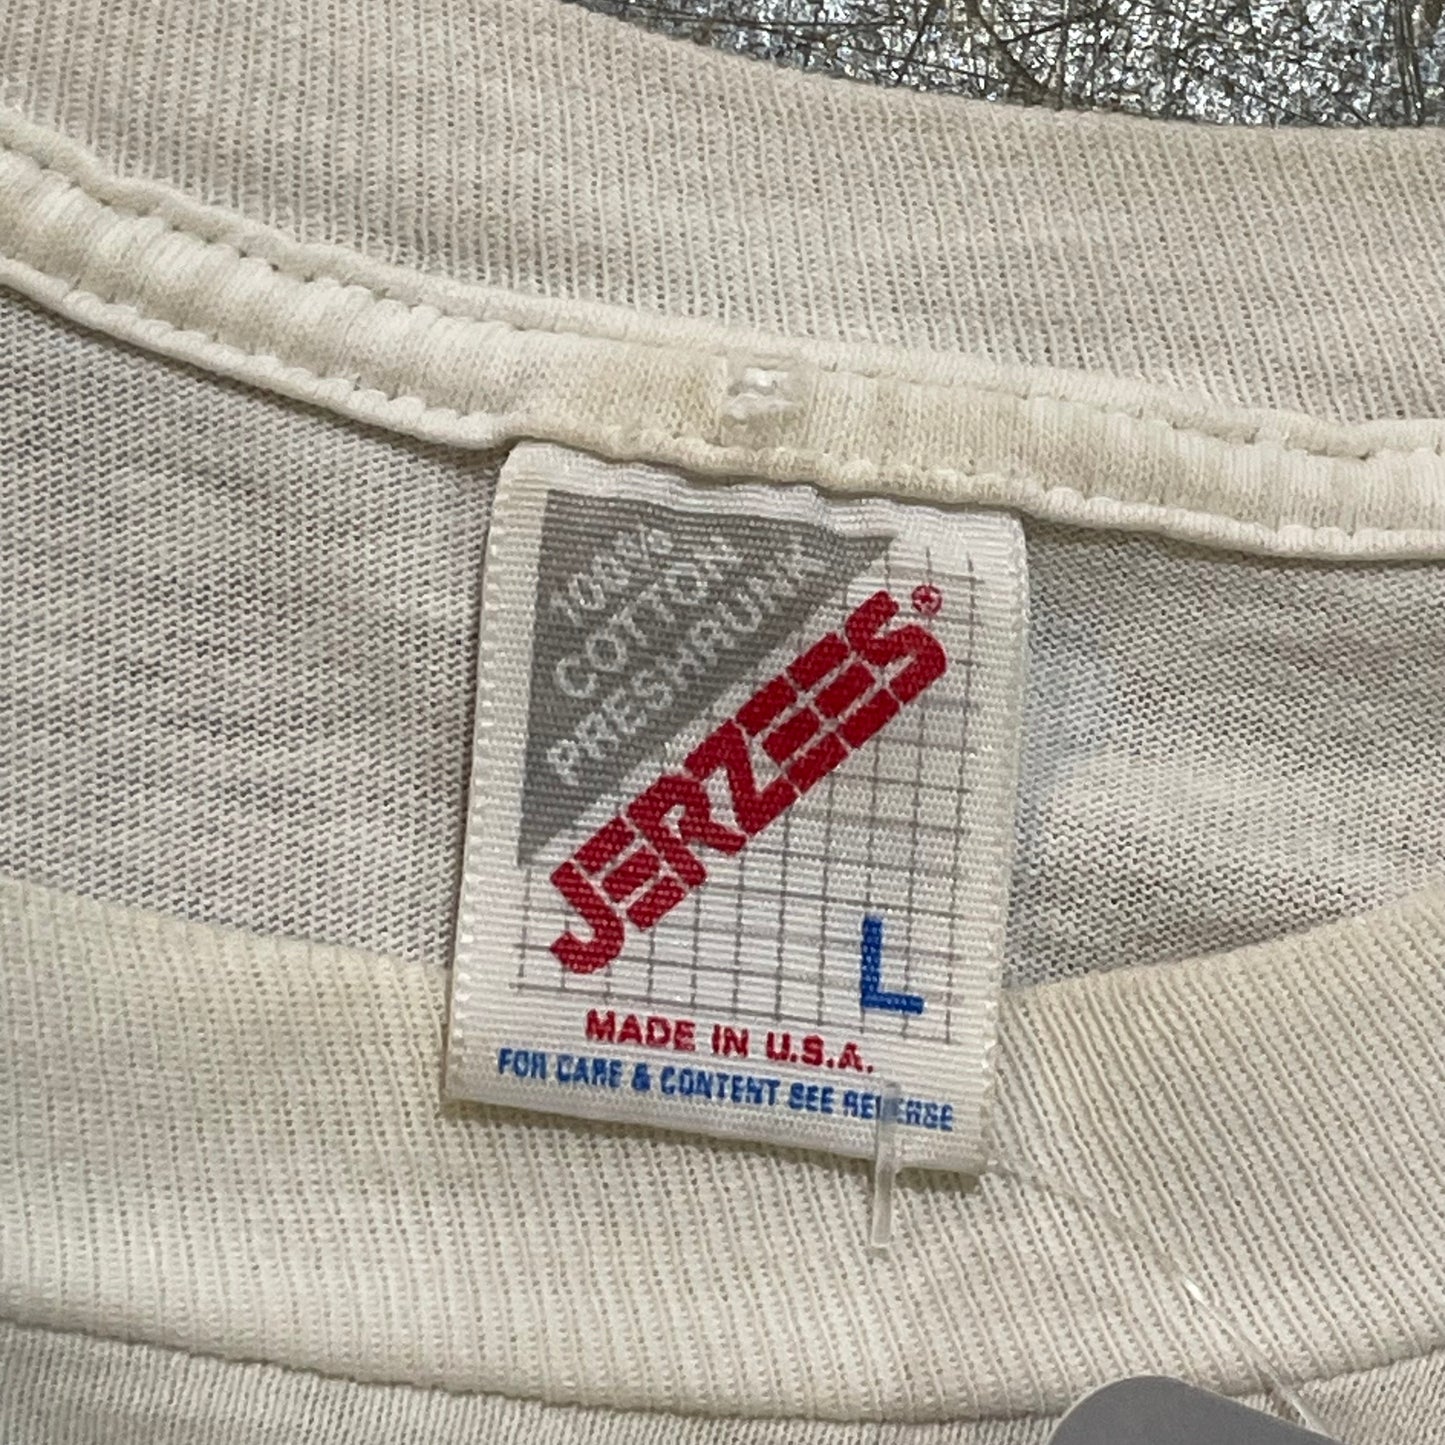 100%
COTTON
PRESHRUNK
JERZEES®
L
MADE IN U.S.A.
FOR CARE & CONTENT SEE REVERSE